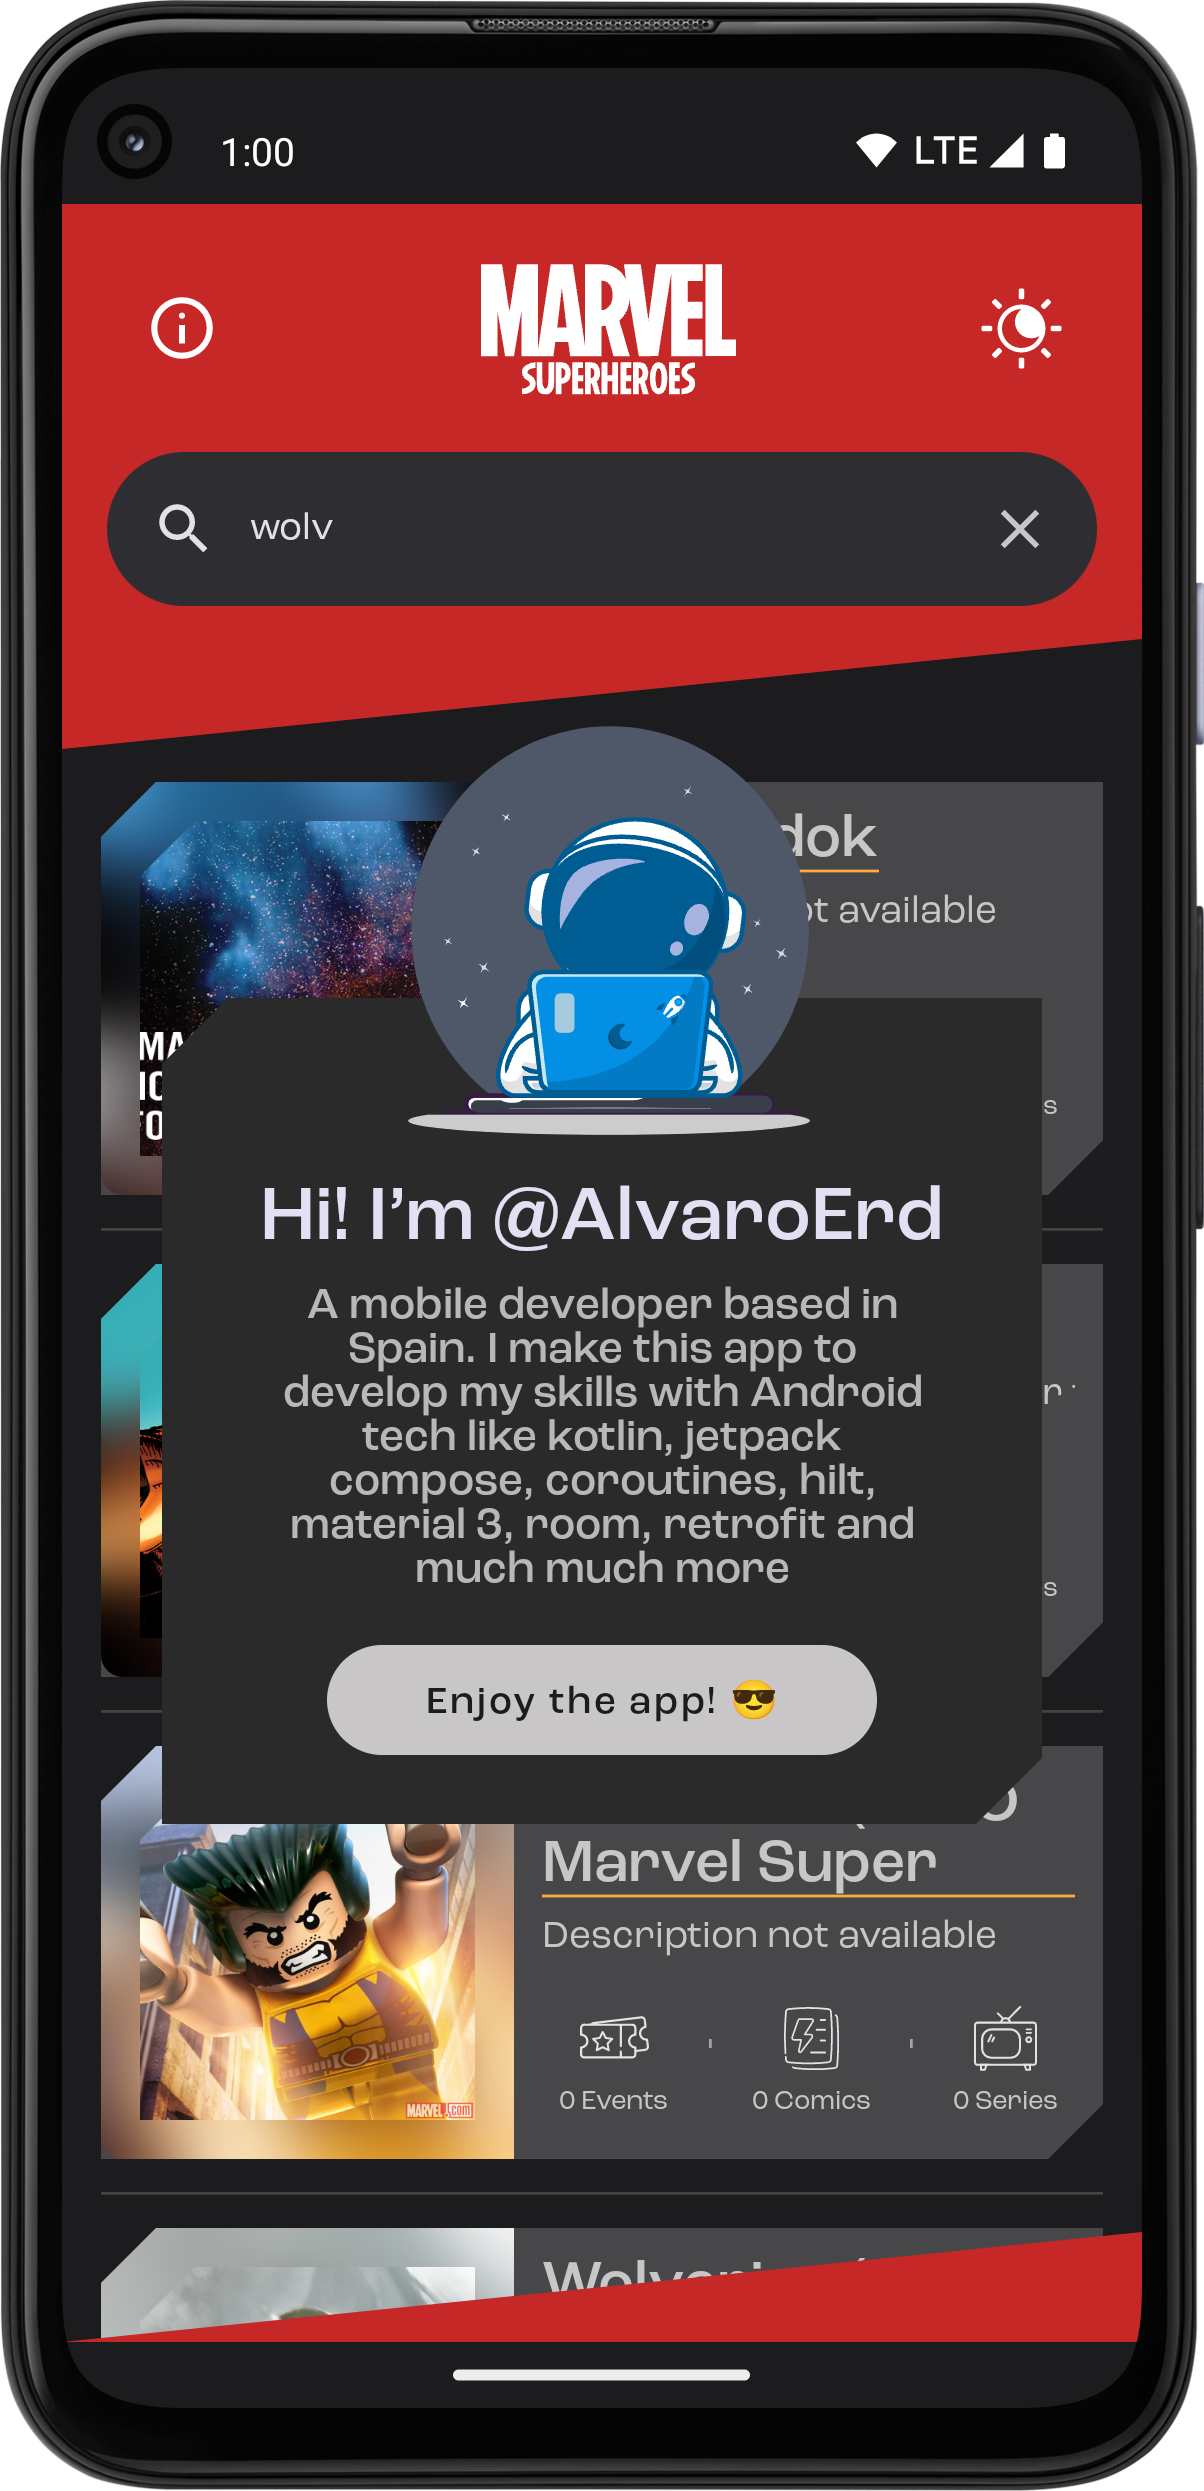 1:00
LTE
MARVEL
SUPERHEROES
wolv
dok
ot available
MA
FO
s
Hi! I’m @AlvaroErd
A mobile developer based in
Spain. I make this app to
develop my skills with Android
tech like kotlin, jetpack
compose, coroutines, hilt,
material 3, room, retrofit and
much much more
s
Enjoy the app! 😎
Marvel Super
Description not available
0 Events
0 Comics
0 Series
MARVEL.com